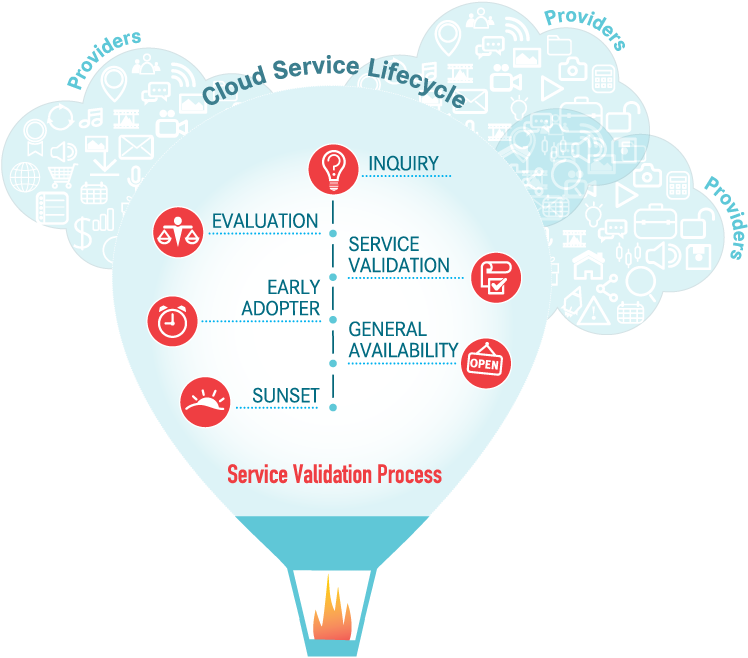 Providers
Providers
Cloud Service Lifecycle
Providers
INQUIRY
EVALUATION
SERVICE
VALIDATION
EARLY
ADOPTER
GENERAL
AVAILABILITY
OPEN
SUNSET
Service Validation Process